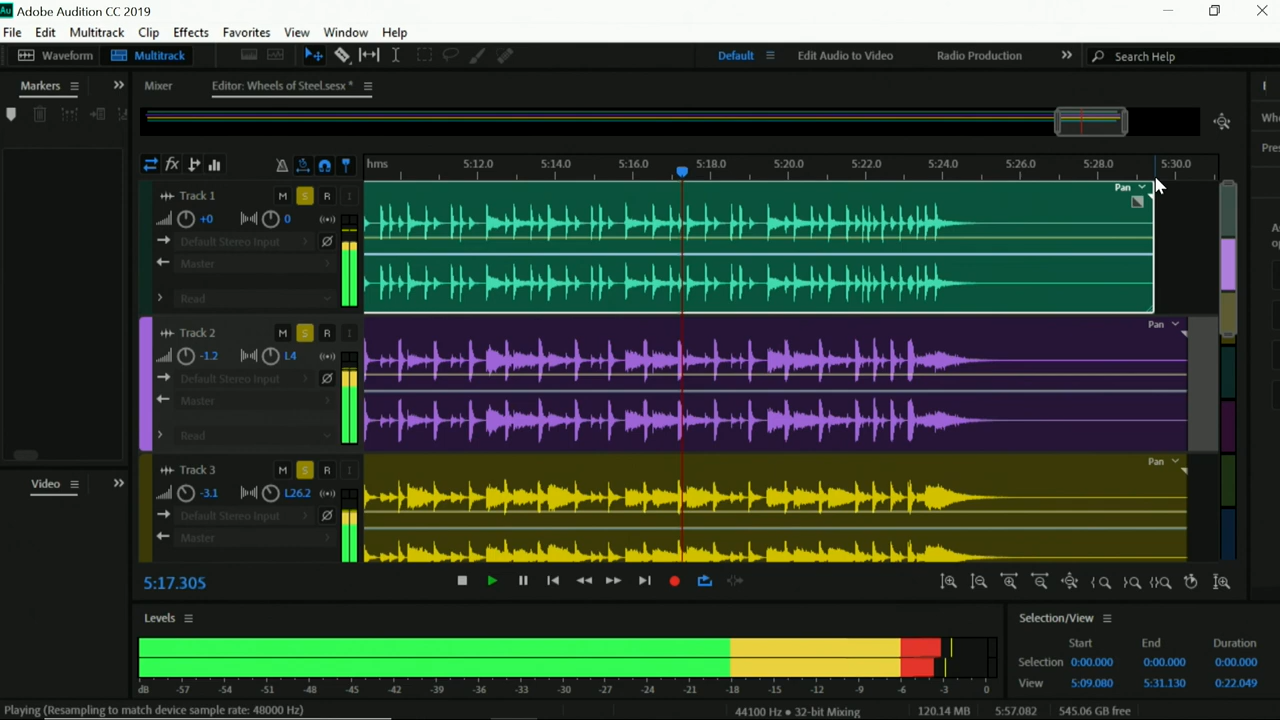 Au Adobe Audition CC 2019
File Edit Multitrack Clip Effects Favorites View Window Help
Waveform Multitrack Default Edit Audio to Video Radio Production Search Help
Markers Mixer Editor: Wheels of Steel.sesx *
hms 5:12.0 5:14.0 5:16.0 5:18.0 5:20.0 5:22.0 5:24.0 5:26.0 5:28.0 5:30.0
Track 1 M S R I Pan
+0 0
Default Stereo Input
Master
Read
Track 2 M S R I Pan
-1.2 L4
Default Stereo Input
Master
Read
Track 3 M S R I Pan
-3.1 L26.2
Default Stereo Input
Master
Video
5:17.305
Levels
dB -57 -54 -51 -48 -45 -42 -39 -36 -33 -30 -27 -24 -21 -18 -15 -12 -9 -6 -3 0
Selection/View
Start End Duration
Selection 0:00.000 0:00.000 0:00.000
View 5:09.080 5:31.130 0:22.049
Playing (Resampling to match device sample rate: 48000 Hz) 44100 Hz • 32-bit Mixing 120.14 MB 5:57.082 545.06 GB free